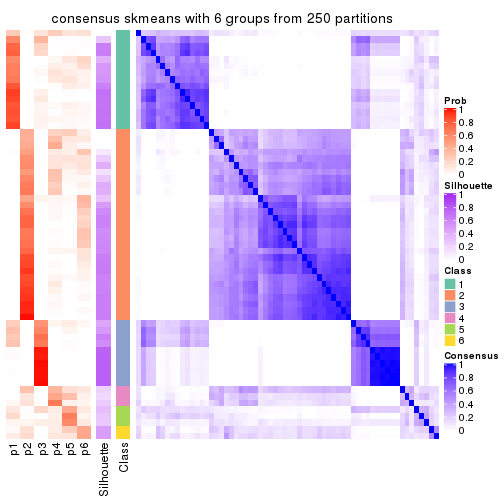 consensus skmeans with 6 groups from 250 partitions
Prob
1
0.8
0.6
0.4
0.2
0
Silhouette
1
0.8
0.6
0.4
0.2
0
Class
1
2
3
4
5
6
Consensus
1
0.8
0.6
0.4
0.2
0
p1
p2
p3
p4
p5
p6
Silhouette
Class